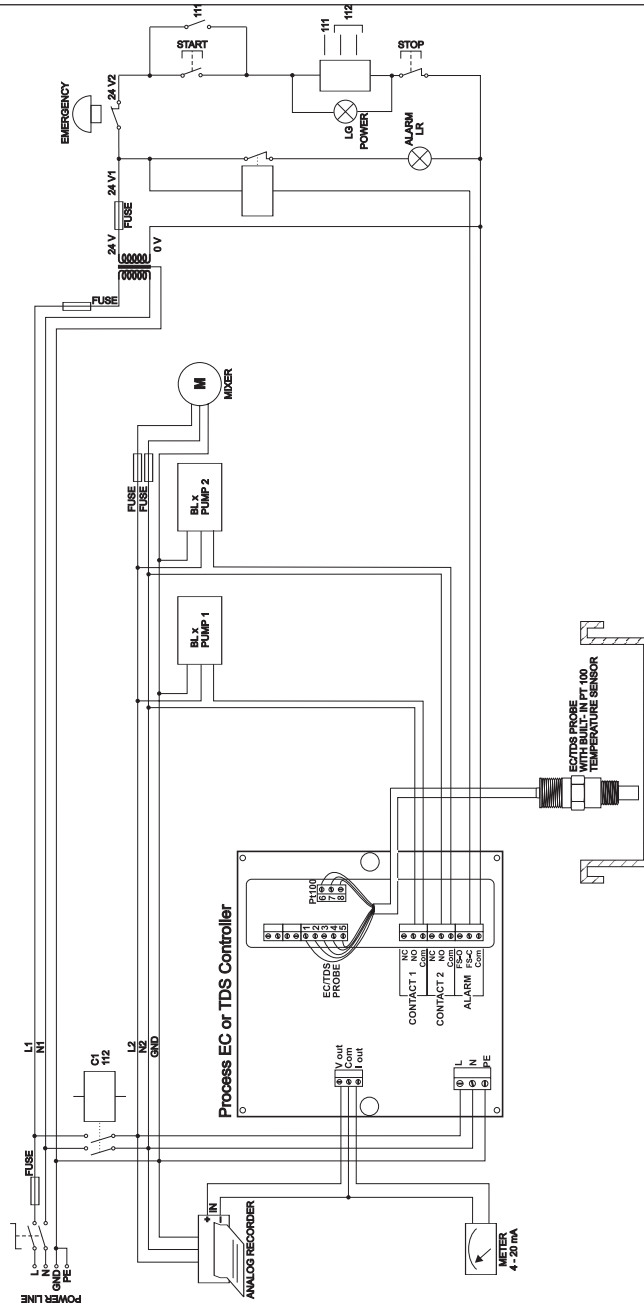 111
START
111
112
STOP
24 V2
EMERGENCY
LG
POWER
ALARM
LR
24 V1
FUSE
24 V
0 V
FUSE
M
MIXER
FUSE
FUSE
BL X
PUMP 2
BL X
PUMP 1
EC/TDS PROBE
WITH BUILT- IN PT 100
TEMPERATURE SENSOR
Process EC or TDS Controller
Pt100
6
7
8
1
2
3
4
5
EC/TDS
PROBE
NC
NO
Com
CONTACT 1
NC
NO
Com
CONTACT 2
FS•O
FS•C
Com
ALARM
V out
Com
I out
L
N
PE
L1
N1
C1
112
L2
N2
GND
FUSE
L
N
GND
PE
POWER LINE
+
IN
–
ANALOG RECORDER
METER
4 - 20 mA